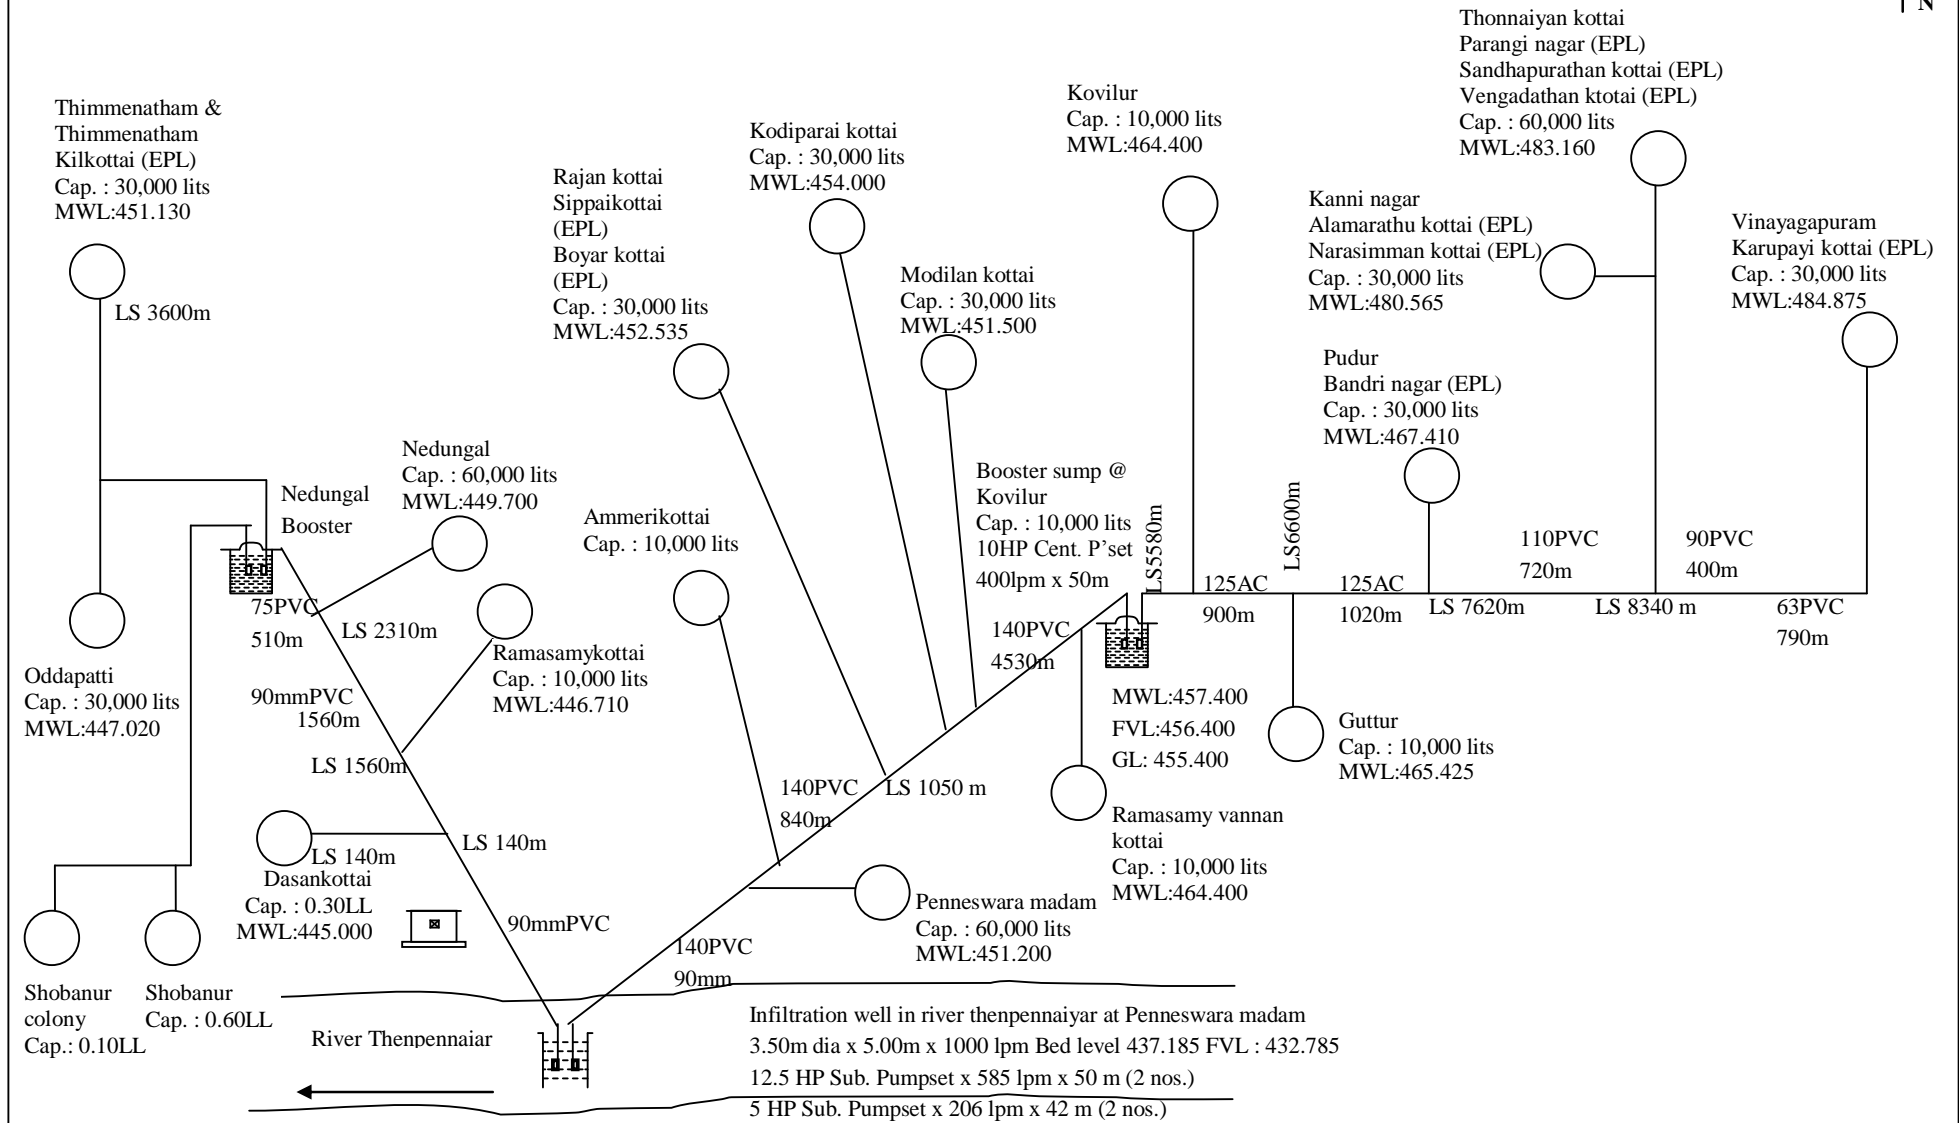 N
Thonnaiyan kottai
Parangi nagar (EPL)
Sandhapurathan kottai (EPL)
Vengadathan ktotai (EPL)
Cap. : 60,000 lits
MWL:483.160
Thimmenatham &
Thimmenatham
Kilkottai (EPL)
Cap. : 30,000 lits
MWL:451.130
LS 3600m
Rajan kottai
Sippaikottai
(EPL)
Boyar kottai
(EPL)
Cap. : 30,000 lits
MWL:452.535
Kodiparai kottai
Cap. : 30,000 lits
MWL:454.000
Modilan kottai
Cap. : 30,000 lits
MWL:451.500
Kovilur
Cap. : 10,000 lits
MWL:464.400
Kanni nagar
Alamarathu kottai (EPL)
Narasimman kottai (EPL)
Cap. : 30,000 lits
MWL:480.565
Vinayagapuram
Karupayi kottai (EPL)
Cap. : 30,000 lits
MWL:484.875
Pudur
Bandri nagar (EPL)
Cap. : 30,000 lits
MWL:467.410
Nedungal
Cap. : 60,000 lits
MWL:449.700
Nedungal
Booster
Ammerikottai
Cap. : 10,000 lits
Booster sump @
Kovilur
Cap. : 10,000 lits
10HP Cent. P'set
400lpm x 50m
LS5580m
LS6600m
125AC
900m
125AC
1020m
LS 7620m
110PVC
720m
LS 8340 m
90PVC
400m
63PVC
790m
75PVC
510m
LS 2310m
Ramasamykottai
Cap. : 10,000 lits
MWL:446.710
140PVC
4530m
Oddapatti
Cap. : 30,000 lits
MWL:447.020
90mmPVC
1560m
LS 1560m
MWL:457.400
FVL:456.400
GL: 455.400
Guttur
Cap. : 10,000 lits
MWL:465.425
140PVC
840m
LS 1050 m
Ramasamy vannan
kottai
Cap. : 10,000 lits
MWL:464.400
LS 140m
LS 140m
Dasankottai
Cap. : 0.30LL
MWL:445.000
90mmPVC
Penneswara madam
Cap. : 60,000 lits
MWL:451.200
140PVC
90mm
Shobanur
colony
Cap.: 0.10LL
Shobanur
Cap. : 0.60LL
River Thenpennaiar
Infiltration well in river thenpennaiyar at Penneswara madam
3.50m dia x 5.00m x 1000 lpm Bed level 437.185 FVL : 432.785
12.5 HP Sub. Pumpset x 585 lpm x 50 m (2 nos.)
5 HP Sub. Pumpset x 206 lpm x 42 m (2 nos.)